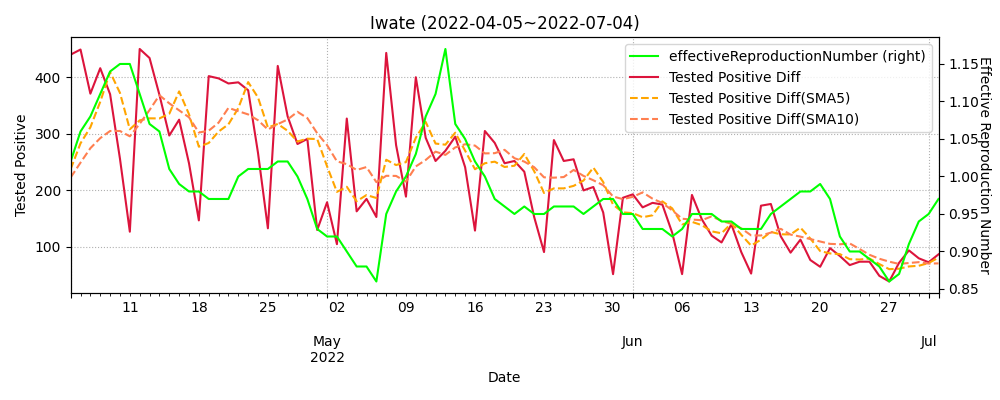 Iwate (2022-04-05~2022-07-04)
effectiveReproductionNumber (right)
Tested Positive Diff
Tested Positive Diff(SMA5)
Tested Positive Diff(SMA10)
Tested Positive
400
300
200
100
1.15
1.10
1.05
1.00
0.95
0.90
0.85
Effective Reproduction Number
11 18 25 02 09 16 23 30 06 13 20 27
May Jun Jul
2022
Date